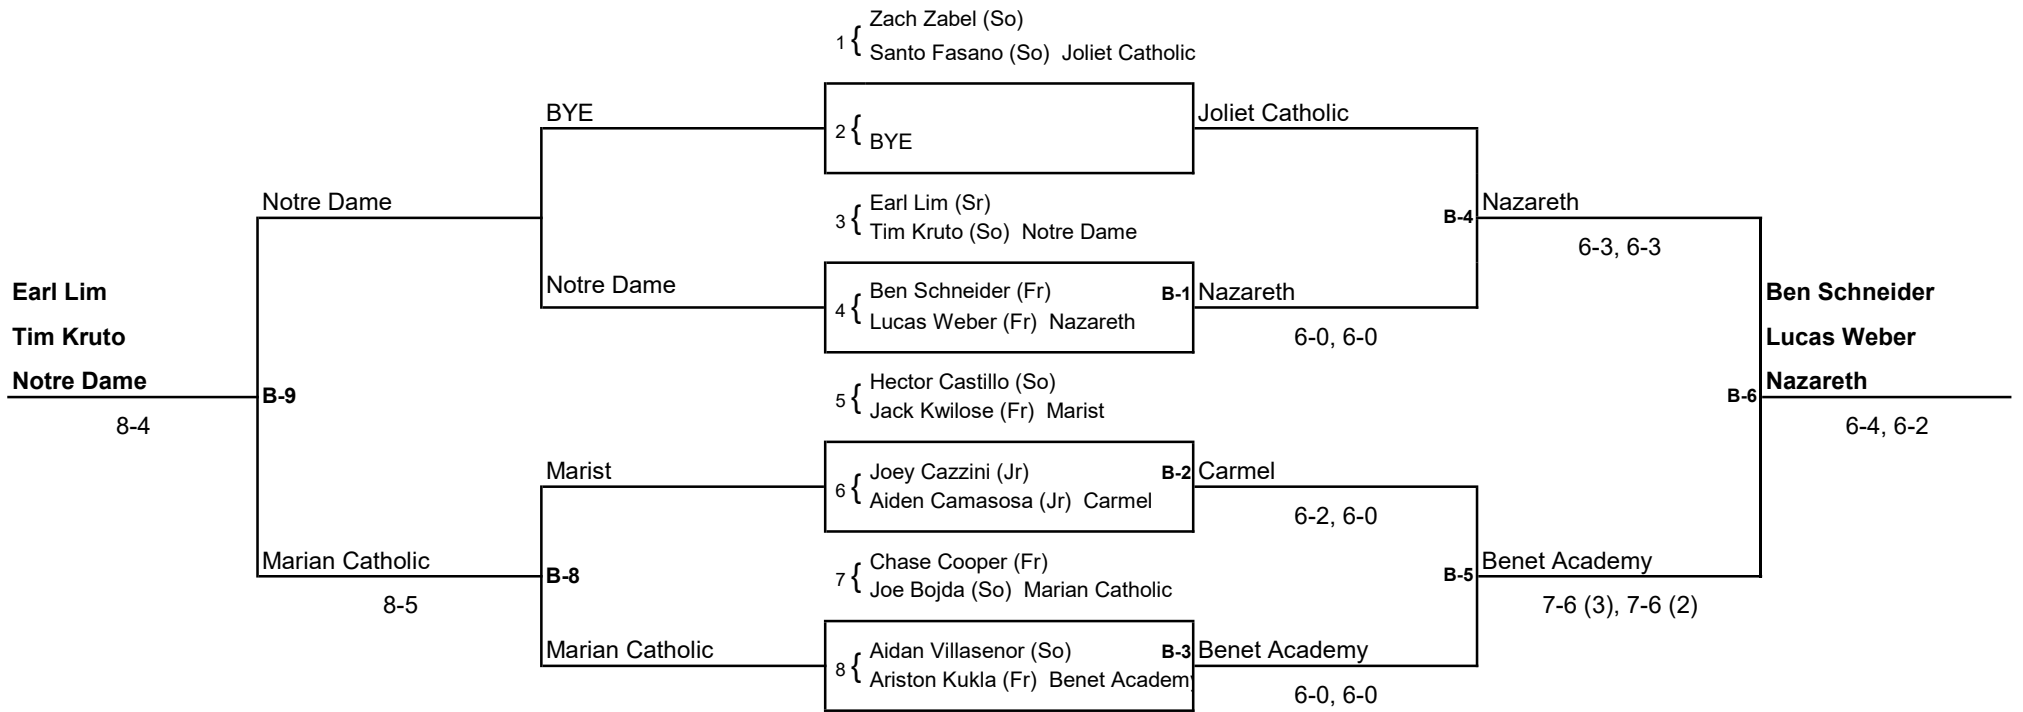 Zach Zabel (So)
1 { Santo Fasano (So) Joliet Catholic
BYE
Joliet Catholic
2 { BYE
Notre Dame
Earl Lim (Sr)
3 { Tim Kruto (So) Notre Dame
B-4 Nazareth
6-3, 6-3
Notre Dame
Ben Schneider (Fr)
4 { Lucas Weber (Fr) Nazareth
B-1 Nazareth
6-0, 6-0
Earl Lim
Tim Kruto
Notre Dame
B-9
8-4
Ben Schneider
Lucas Weber
B-6 Nazareth
6-4, 6-2
Hector Castillo (So)
5 { Jack Kwilose (Fr) Marist
Marist
Joey Cazzini (Jr)
6 { Aiden Camasosa (Jr) Carmel
B-2 Carmel
6-2, 6-0
Marian Catholic
B-8
8-5
Chase Cooper (Fr)
7 { Joe Bojda (So) Marian Catholic
B-5 Benet Academy
7-6 (3), 7-6 (2)
Marian Catholic
Aidan Villasenor (So)
8 { Ariston Kukla (Fr) Benet Academy
B-3 Benet Academy
6-0, 6-0